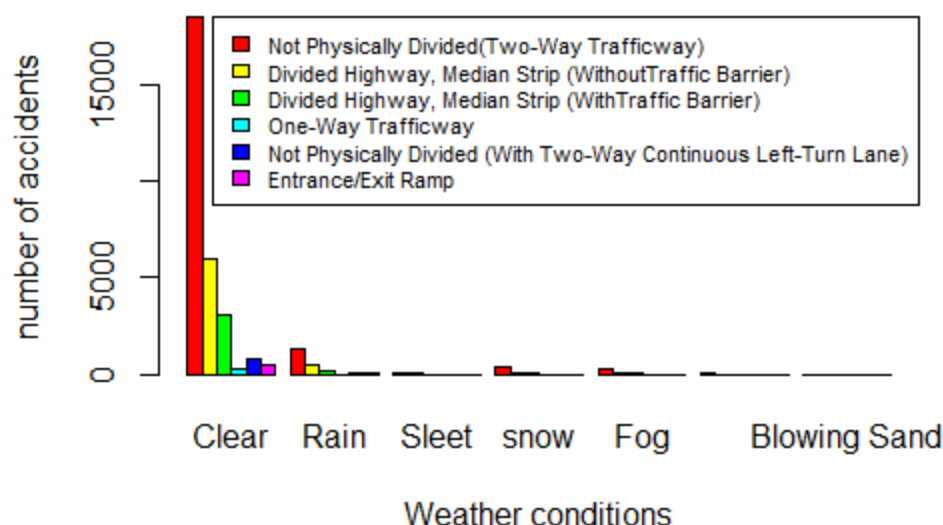 number of accidents
15000
5000
0
Not Physically Divided(Two-Way Trafficway)
Divided Highway, Median Strip (WithoutTraffic Barrier)
Divided Highway, Median Strip (WithTraffic Barrier)
One-Way Trafficway
Not Physically Divided (With Two-Way Continuous Left-Turn Lane)
Entrance/Exit Ramp
Clear Rain Sleet snow Fog Blowing Sand
Weather conditions